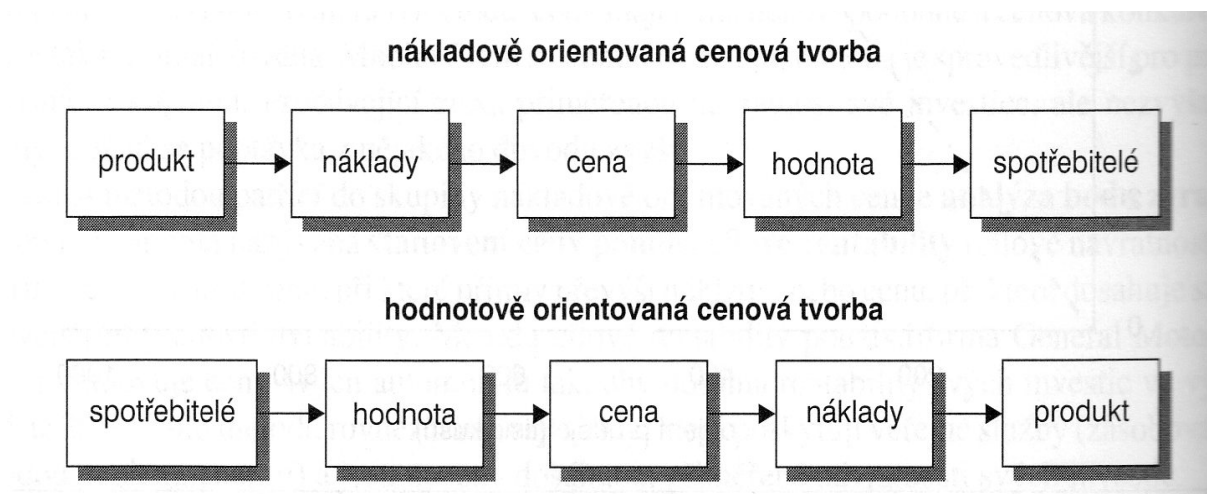 nákladově orientovaná cenová tvorba
produkt náklady cena hodnota spotřebitelé
hodnotově orientovaná cenová tvorba
spotřebitelé hodnota cena náklady produkt